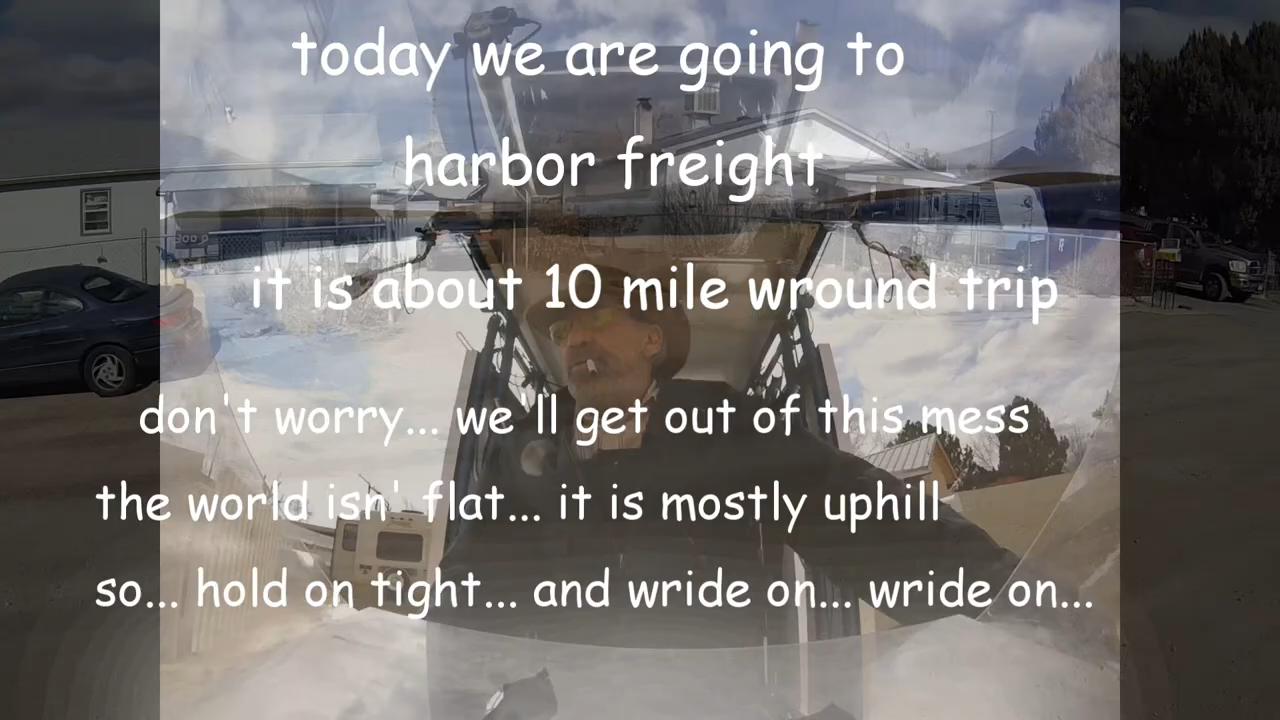 today we are going to
harbor freight
it is about 10 mile wround trip
don't worry... we'll get out of this mess
the world isn' flat... it is mostly uphill
so... hold on tight... and wride on... wride on...